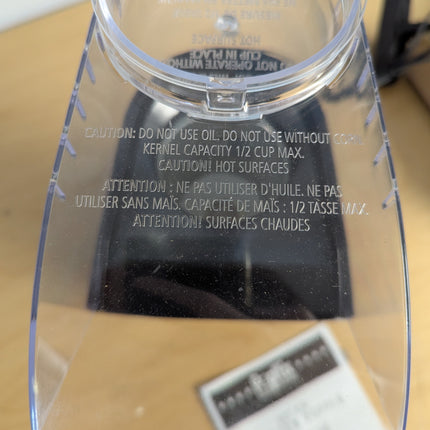 CLIP IN PLACE
DO NOT OPERATE WITHOUT
CAUTION: DO NOT USE OIL. DO NOT USE WITHOUT CORN.
KERNEL CAPACITY 1/2 CUP MAX.
CAUTION! HOT SURFACES
ATTENTION : NE PAS UTILISER D'HUILE. NE PAS
UTILISER SANS MAÏS. CAPACITÉ DE MAÏS : 1/2 TASSE MAX.
ATTENTION! SURFACES CHAUDES